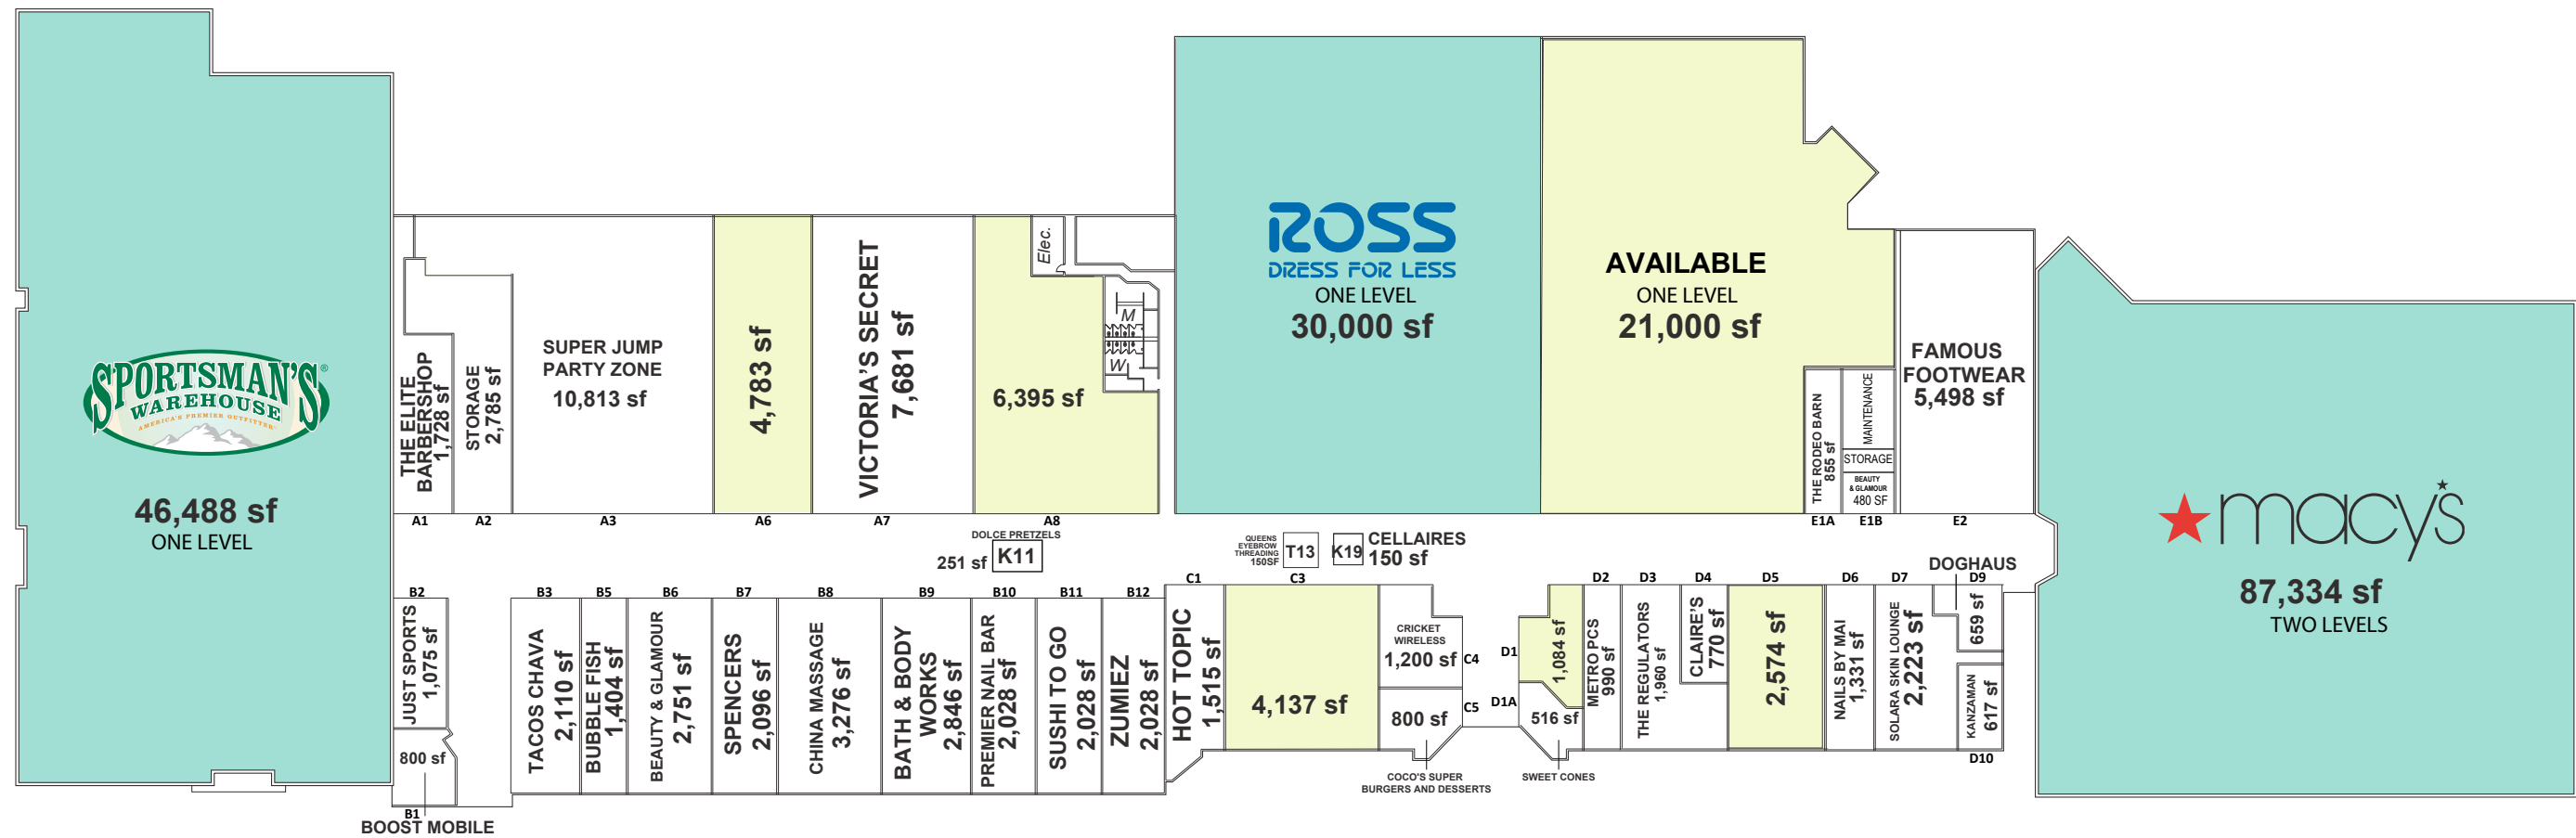 SPORTSMAN'S®
WAREHOUSE
AMERICA'S PREMIER OUTFITTER
46,488 sf
ONE LEVEL
THE ELITE
BARBERSHOP
1,728 sf
A1
STORAGE
2,785 sf
A2
SUPER JUMP
PARTY ZONE
10,813 sf
A3
4,783 sf
A6
VICTORIA'S SECRET
7,681 sf
A7
6,395 sf
A8
Elec.
M
W
ROSS
DRESS FOR LESS
ONE LEVEL
30,000 sf
AVAILABLE
ONE LEVEL
21,000 sf
THE RODEO BARN
855 sf
E1A
MAINTENANCE
STORAGE
BEAUTY
& GLAMOUR
480 SF
E1B
FAMOUS
FOOTWEAR
5,498 sf
E2
macy's
87,334 sf
TWO LEVELS
DOLCE PRETZELS
251 sf
K11
QUEENS
EYEBROW
THREADING
150SF
T13
K19
CELLAIRES
150 sf
B2
JUST SPORTS
1,075 sf
800 sf
B1
BOOST MOBILE
B3
TACOS CHAVA
2,110 sf
B5
BUBBLE FISH
1,404 sf
B6
BEAUTY & GLAMOUR
2,751 sf
B7
SPENCERS
2,096 sf
B8
CHINA MASSAGE
3,276 sf
B9
BATH & BODY
WORKS
2,846 sf
B10
PREMIER NAIL BAR
2,028 sf
B11
SUSHI TO GO
2,028 sf
B12
ZUMIEZ
2,028 sf
C1
HOT TOPIC
1,515 sf
C3
4,137 sf
CRICKET
WIRELESS
1,200 sf
C4
800 sf
C5
COCO'S SUPER
BURGERS AND DESSERTS
D1
1,084 sf
D1A
516 sf
SWEET CONES
D2
METRO PCS
990 sf
D3
THE REGULATORS
1,960 sf
D4
CLAIRE'S
770 sf
D5
2,574 sf
D6
NAILS BY MAI
1,331 sf
D7
SOLARA SKIN LOUNGE
2,223 sf
DOGHAUS
D9
659 sf
KANZAMAN
617 sf
D10